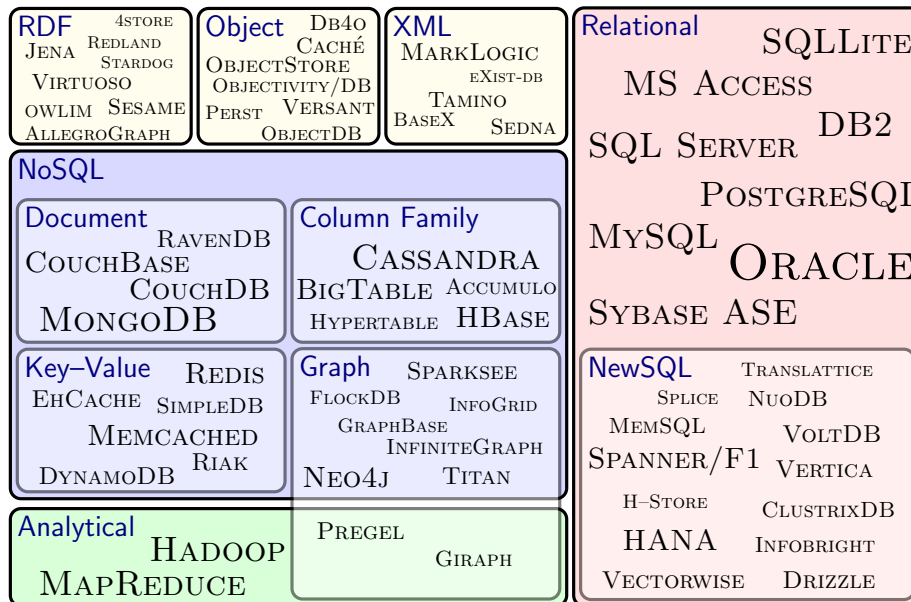 RDF
4STORE
JENA
REDLAND
STARDOG
VIRTUOSO
OWLIM SESAME
ALLEGROGRAPH
Object
DB4O
CACHÉ
OBJECTSTORE
OBJECTIVITY/DB
PERST VERSANT
OBJECTDB
XML
MARKLOGIC
EXIST-DB
TAMINO
BASEX
SEDNA
Relational
SQLLITE
MS ACCESS
DB2
SQL SERVER
POSTGRESQL
MYSQL
ORACLE
SYBASE ASE
NoSQL
Document
RAVENDB
COUCHBASE
COUCHDB
MONGODB
Column Family
CASSANDRA
BIGTABLE ACCUMULO
HYPERTABLE HBASE
Key–Value
REDIS
EHCACHE SIMPLEDB
MEMCACHED
DYNAMODB RIAK
Graph
SPARKSEE
FLOCKDB
INFOGRID
GRAPHBASE
INFINITEGRAPH
NEO4J TITAN
PREGEL
GIRAPH
NewSQL
TRANSLATTICE
SPLICE NUODB
MEMSQL
VOLTDB
SPANNER/F1
VERTICA
H–STORE
CLUSTRIXDB
HANA INFOBRIGHT
VECTORWISE DRIZZLE
Analytical
HADOOP
MAPREDUCE